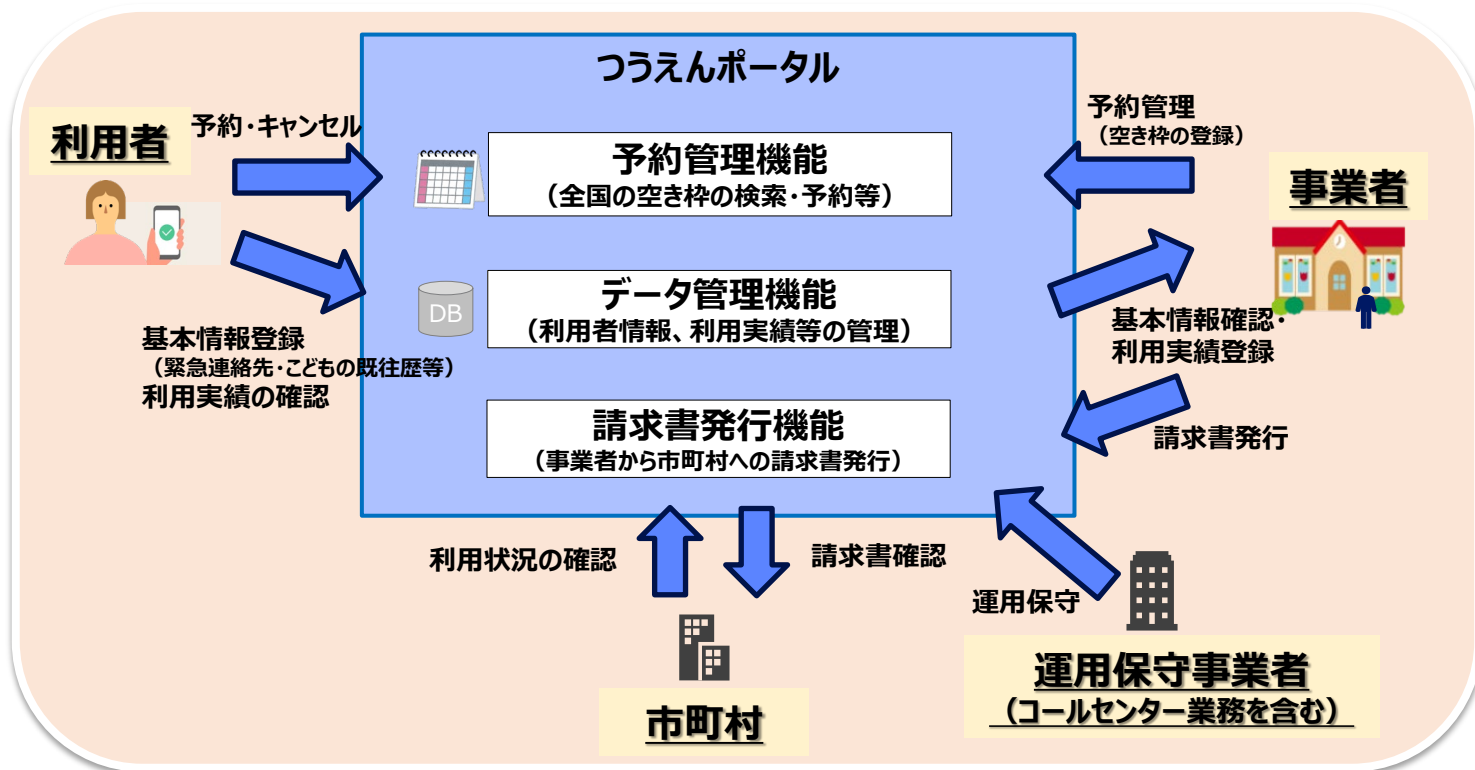 つうえんポータル
利用者
予約・キャンセル
予約管理機能
（全国の空き枠の検索・予約等）
予約管理
（空き枠の登録）
事業者
DB
データ管理機能
（利用者情報、利用実績等の管理）
基本情報登録
（緊急連絡先・こどもの既往歴等）
利用実績の確認
基本情報確認・
利用実績登録
請求書発行機能
（事業者から市町村への請求書発行）
請求書発行
利用状況の確認
請求書確認
運用保守
市町村
運用保守事業者
（コールセンター業務を含む）